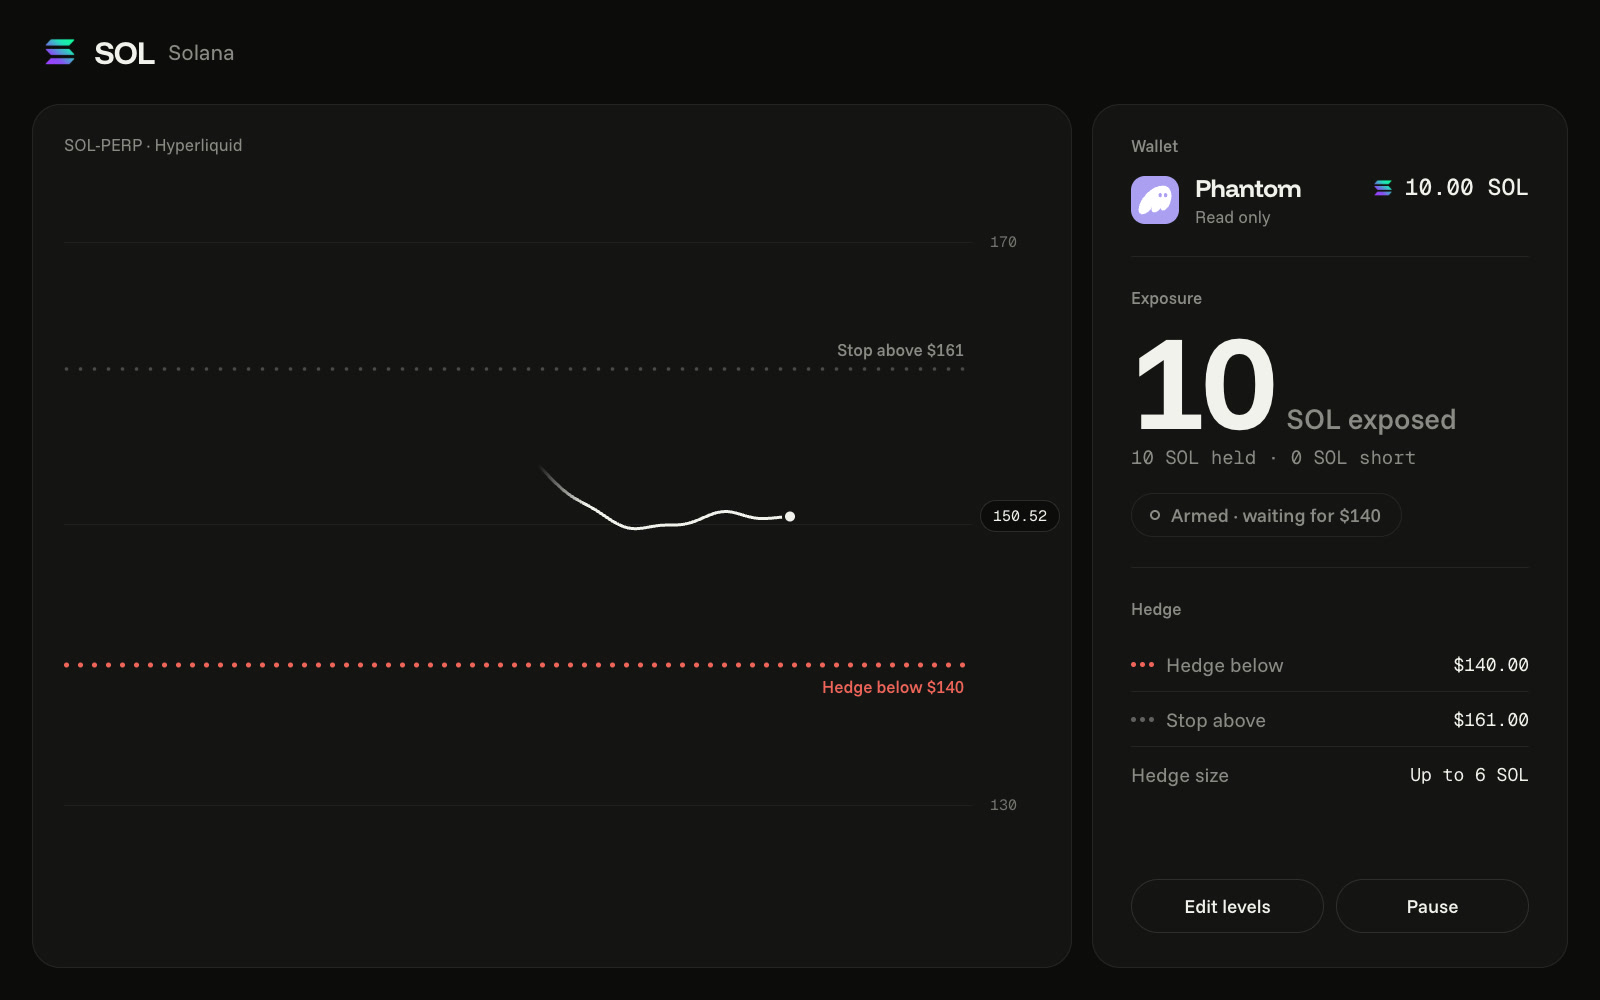 SOL Solana
SOL-PERP · Hyperliquid
170
Stop above $161
150.52
Hedge below $140
130
Wallet
Phantom
10.00 SOL
Read only
Exposure
10 SOL exposed
10 SOL held · 0 SOL short
Armed · waiting for $140
Hedge
Hedge below $140.00
Stop above $161.00
Hedge size Up to 6 SOL
Edit levels Pause